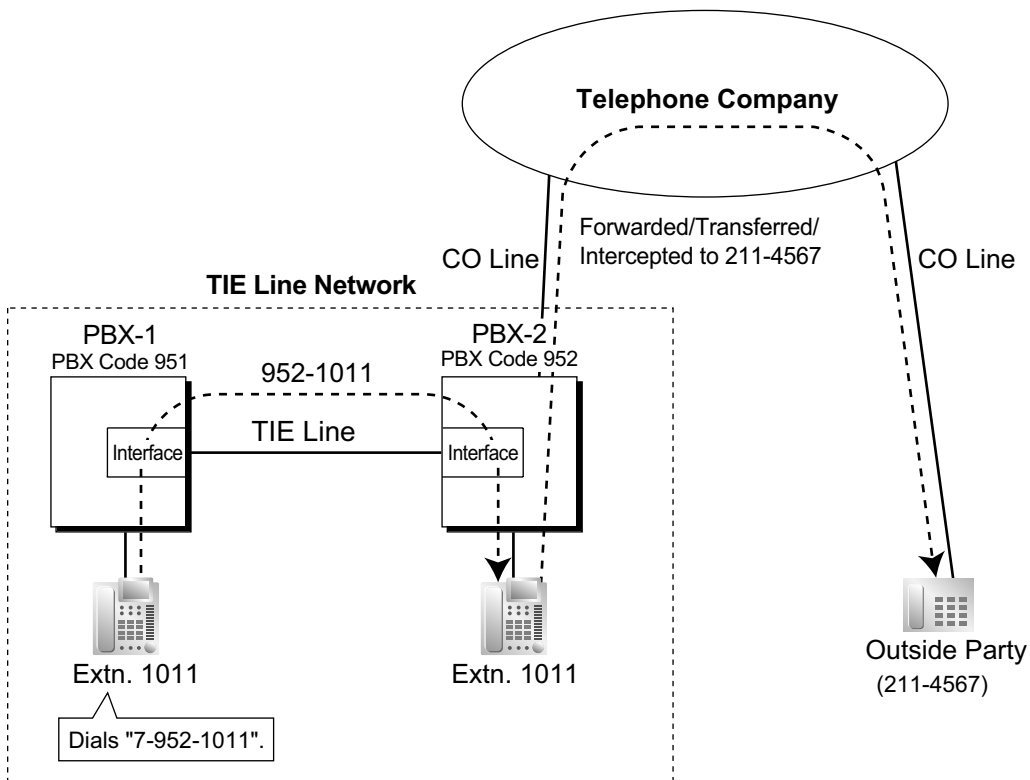 Telephone Company
Forwarded/Transferred/
Intercepted to 211-4567
CO Line
CO Line
TIE Line Network
PBX-1
PBX Code 951
PBX-2
PBX Code 952
952-1011
TIE Line
Interface
Interface
Extn. 1011
Extn. 1011
Outside Party
(211-4567)
Dials "7-952-1011".